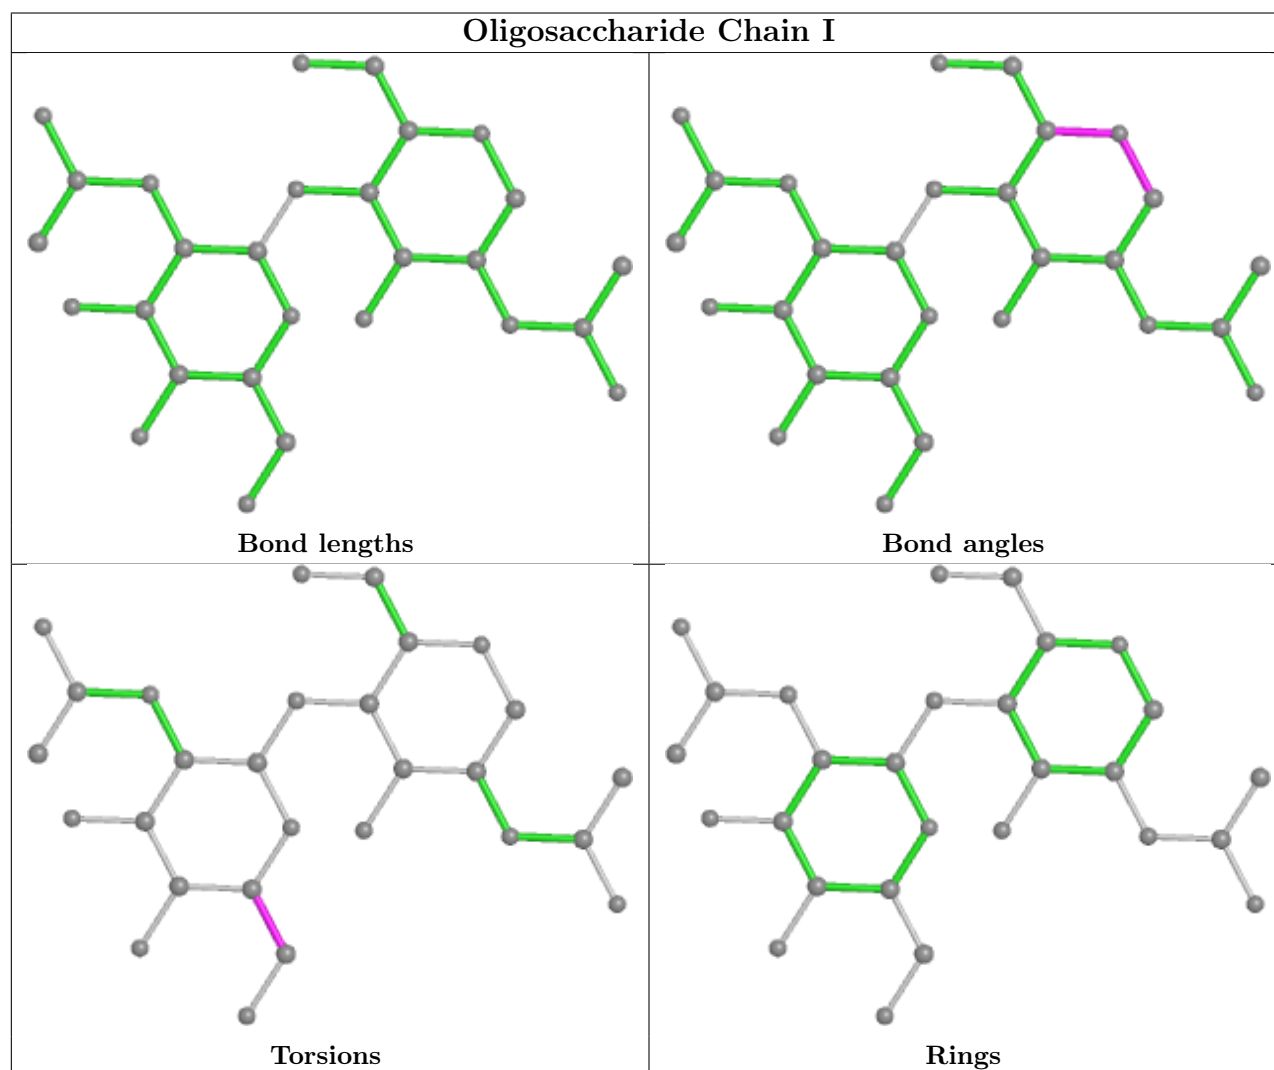 Oligosaccharide Chain I
Bond lengths
Bond angles
Torsions
Rings